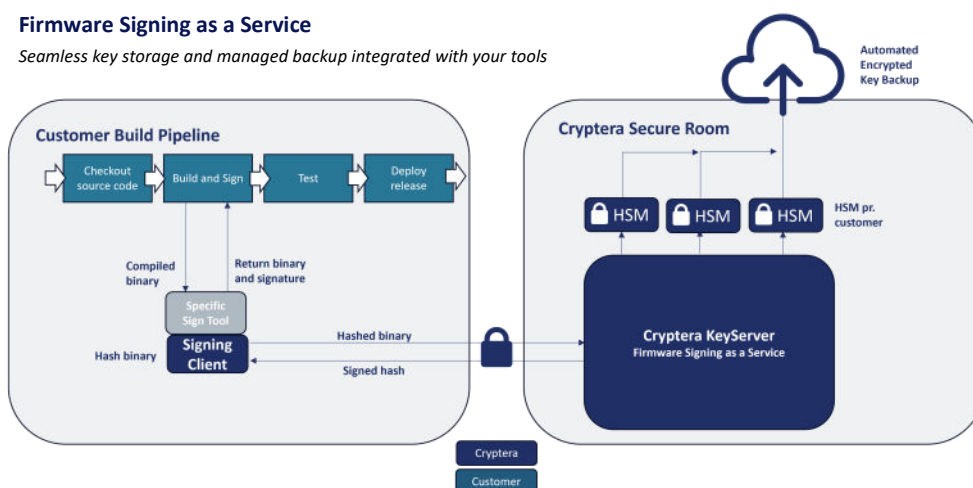 Firmware Signing as a Service
Seamless key storage and managed backup integrated with your tools
Automated
Encrypted
Key Backup
Customer Build Pipeline
Checkout
source code
Build and Sign
Test
Deploy
release
Compiled
binary
Return binary
and signature
Specific
Sign Tool
Hash binary
Signing
Client
Hashed binary
Signed hash
Cryptera Secure Room
HSM
HSM
HSM
HSM pr.
customer
Cryptera KeyServer
Firmware Signing as a Service
Cryptera
Customer